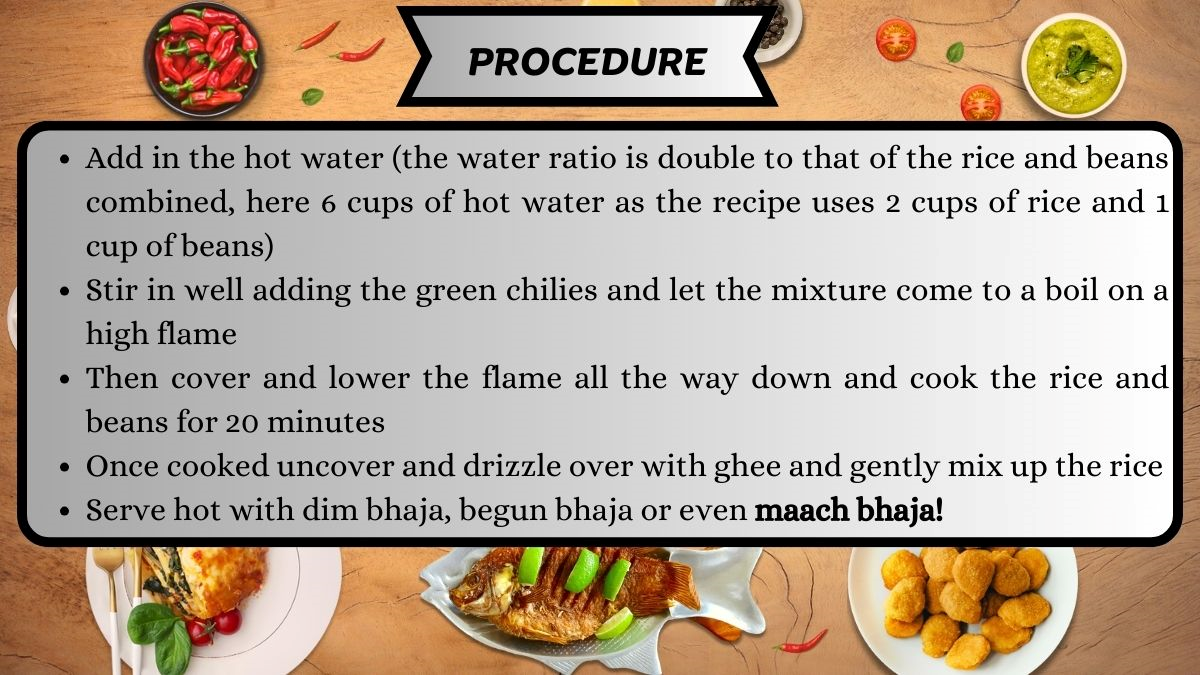 PROCEDURE
• Add in the hot water (the water ratio is double to that of the rice and beans
combined, here 6 cups of hot water as the recipe uses 2 cups of rice and 1
cup of beans)
• Stir in well adding the green chilies and let the mixture come to a boil on a
high flame
• Then cover and lower the flame all the way down and cook the rice and
beans for 20 minutes
• Once cooked uncover and drizzle over with ghee and gently mix up the rice
• Serve hot with dim bhaja, begun bhaja or even maach bhaja!